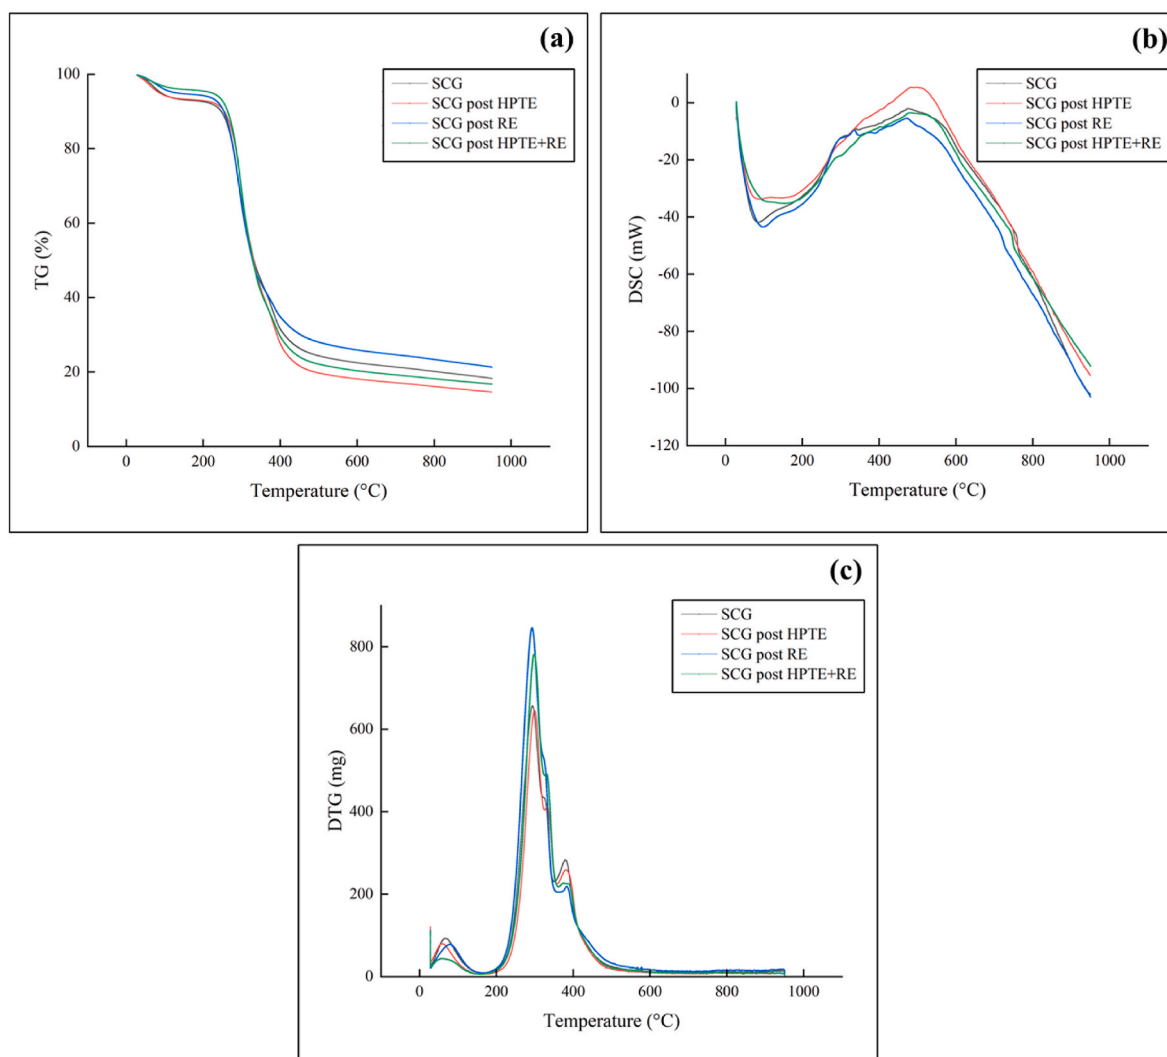 (a)
SCG
SCG post HPTE
SCG post RE
SCG post HPTE+RE
100
80
60
40
20
0
TG (%)
0 200 400 600 800 1000
Temperature (°C)
(b)
SCG
SCG post HPTE
SCG post RE
SCG post HPTE+RE
0
-20
-40
-60
-80
-100
-120
DSC (mW)
0 200 400 600 800 1000
Temperature (°C)
(c)
SCG
SCG post HPTE
SCG post RE
SCG post HPTE+RE
800
600
400
200
0
DTG (mg)
0 200 400 600 800 1000
Temperature (°C)